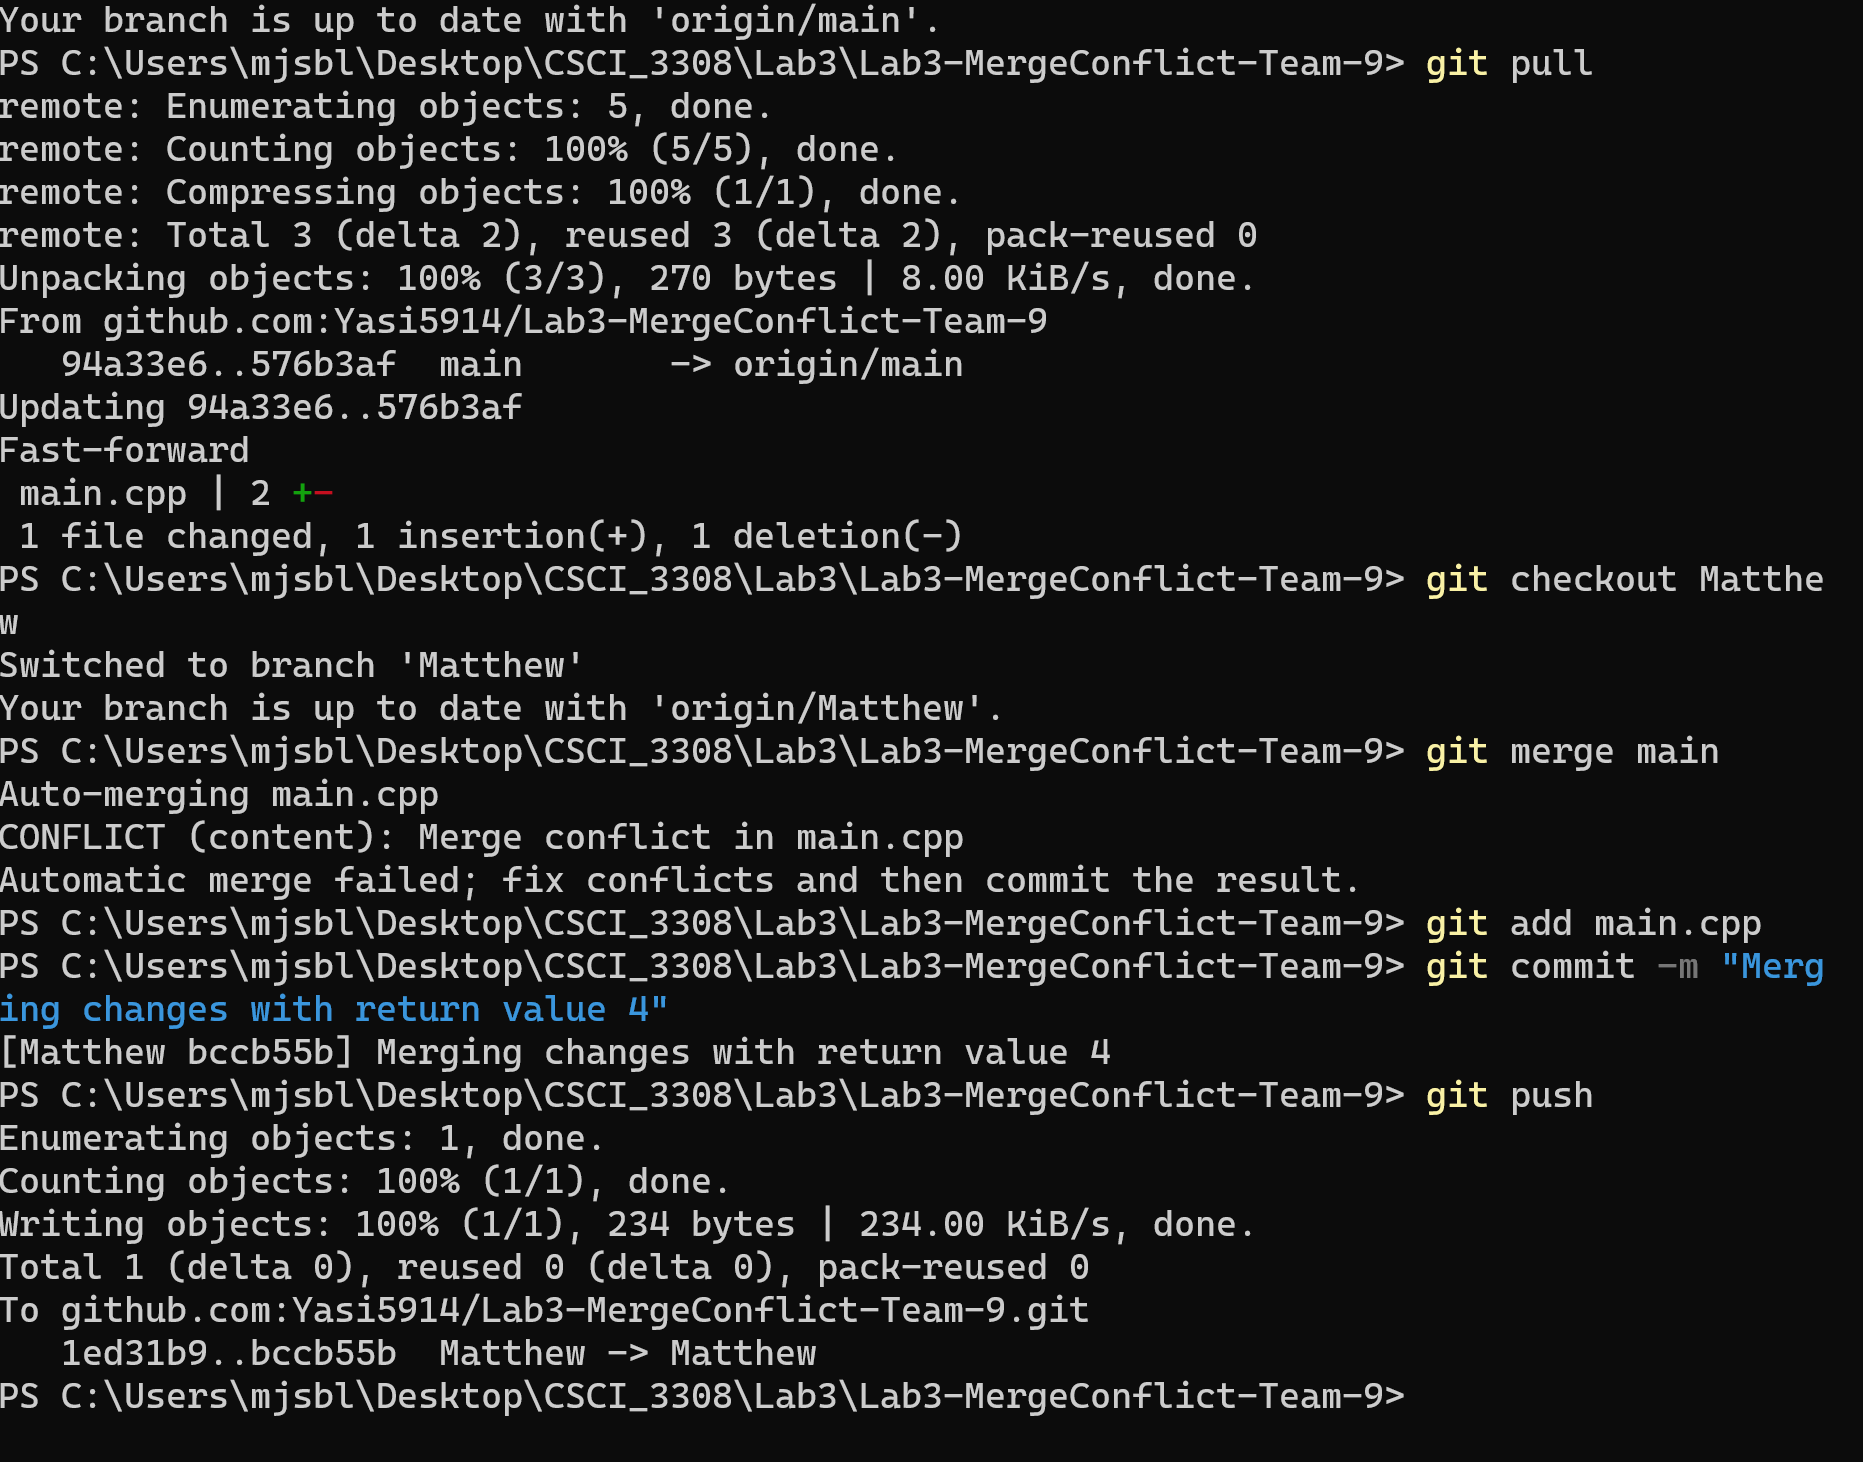 Your branch is up to date with 'origin/main'.
PS C:\Users\mjsbl\Desktop\CSCI_3308\Lab3\Lab3-MergeConflict-Team-9> git pull
remote: Enumerating objects: 5, done.
remote: Counting objects: 100% (5/5), done.
remote: Compressing objects: 100% (1/1), done.
remote: Total 3 (delta 2), reused 3 (delta 2), pack-reused 0
Unpacking objects: 100% (3/3), 270 bytes | 8.00 KiB/s, done.
From github.com:Yasi5914/Lab3-MergeConflict-Team-9
   94a33e6..576b3af  main       -> origin/main
Updating 94a33e6..576b3af
Fast-forward
 main.cpp | 2 +-
 1 file changed, 1 insertion(+), 1 deletion(-)
PS C:\Users\mjsbl\Desktop\CSCI_3308\Lab3\Lab3-MergeConflict-Team-9> git checkout Matthe
w
Switched to branch 'Matthew'
Your branch is up to date with 'origin/Matthew'.
PS C:\Users\mjsbl\Desktop\CSCI_3308\Lab3\Lab3-MergeConflict-Team-9> git merge main
Auto-merging main.cpp
CONFLICT (content): Merge conflict in main.cpp
Automatic merge failed; fix conflicts and then commit the result.
PS C:\Users\mjsbl\Desktop\CSCI_3308\Lab3\Lab3-MergeConflict-Team-9> git add main.cpp
PS C:\Users\mjsbl\Desktop\CSCI_3308\Lab3\Lab3-MergeConflict-Team-9> git commit -m "Merg
ing changes with return value 4"
[Matthew bccb55b] Merging changes with return value 4
PS C:\Users\mjsbl\Desktop\CSCI_3308\Lab3\Lab3-MergeConflict-Team-9> git push
Enumerating objects: 1, done.
Counting objects: 100% (1/1), done.
Writing objects: 100% (1/1), 234 bytes | 234.00 KiB/s, done.
Total 1 (delta 0), reused 0 (delta 0), pack-reused 0
To github.com:Yasi5914/Lab3-MergeConflict-Team-9.git
   1ed31b9..bccb55b  Matthew -> Matthew
PS C:\Users\mjsbl\Desktop\CSCI_3308\Lab3\Lab3-MergeConflict-Team-9>